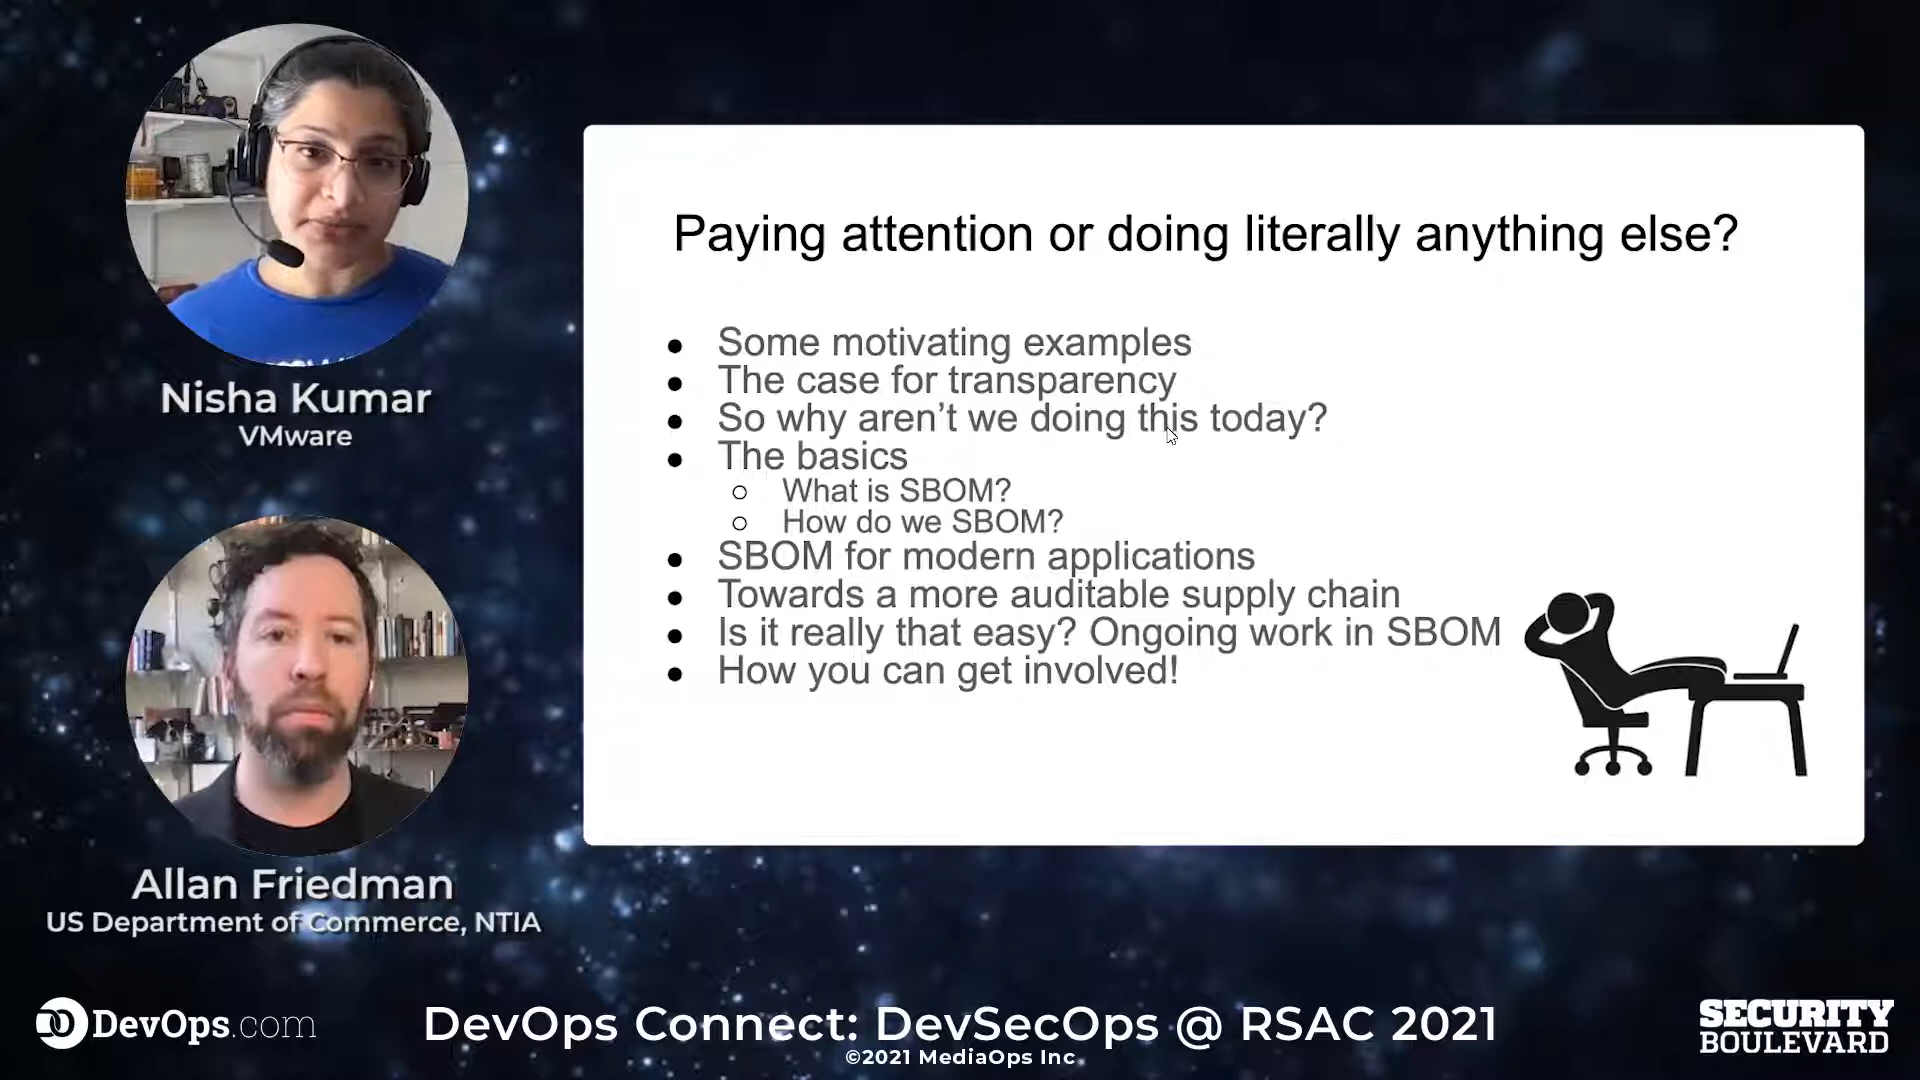 Nisha Kumar
VMware
Allan Friedman
US Department of Commerce, NTIA
Paying attention or doing literally anything else?
● Some motivating examples
● The case for transparency
● So why aren’t we doing this today?
● The basics
○ What is SBOM?
○ How do we SBOM?
● SBOM for modern applications
● Towards a more auditable supply chain
● Is it really that easy? Ongoing work in SBOM
● How you can get involved!
DevOps.com
DevOps Connect: DevSecOps @ RSAC 2021
©2021 MediaOps Inc
SECURITY
BOULEVARD